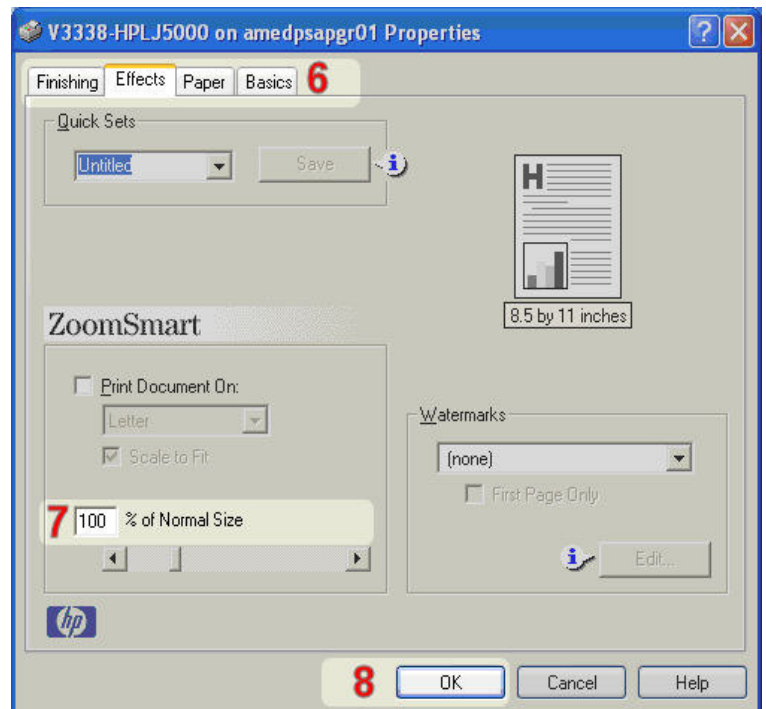 V3338-HPLJ5000 on amedpsapgr01 Properties
Finishing Effects Paper Basics 6
Quick Sets
Untitled Save i
H
8.5 by 11 inches
ZoomSmart
Print Document On:
Letter
Scale to Fit
Watermarks
(none)
First Page Only
7 100 % of Normal Size
i Edit...
hp
8 OK Cancel Help